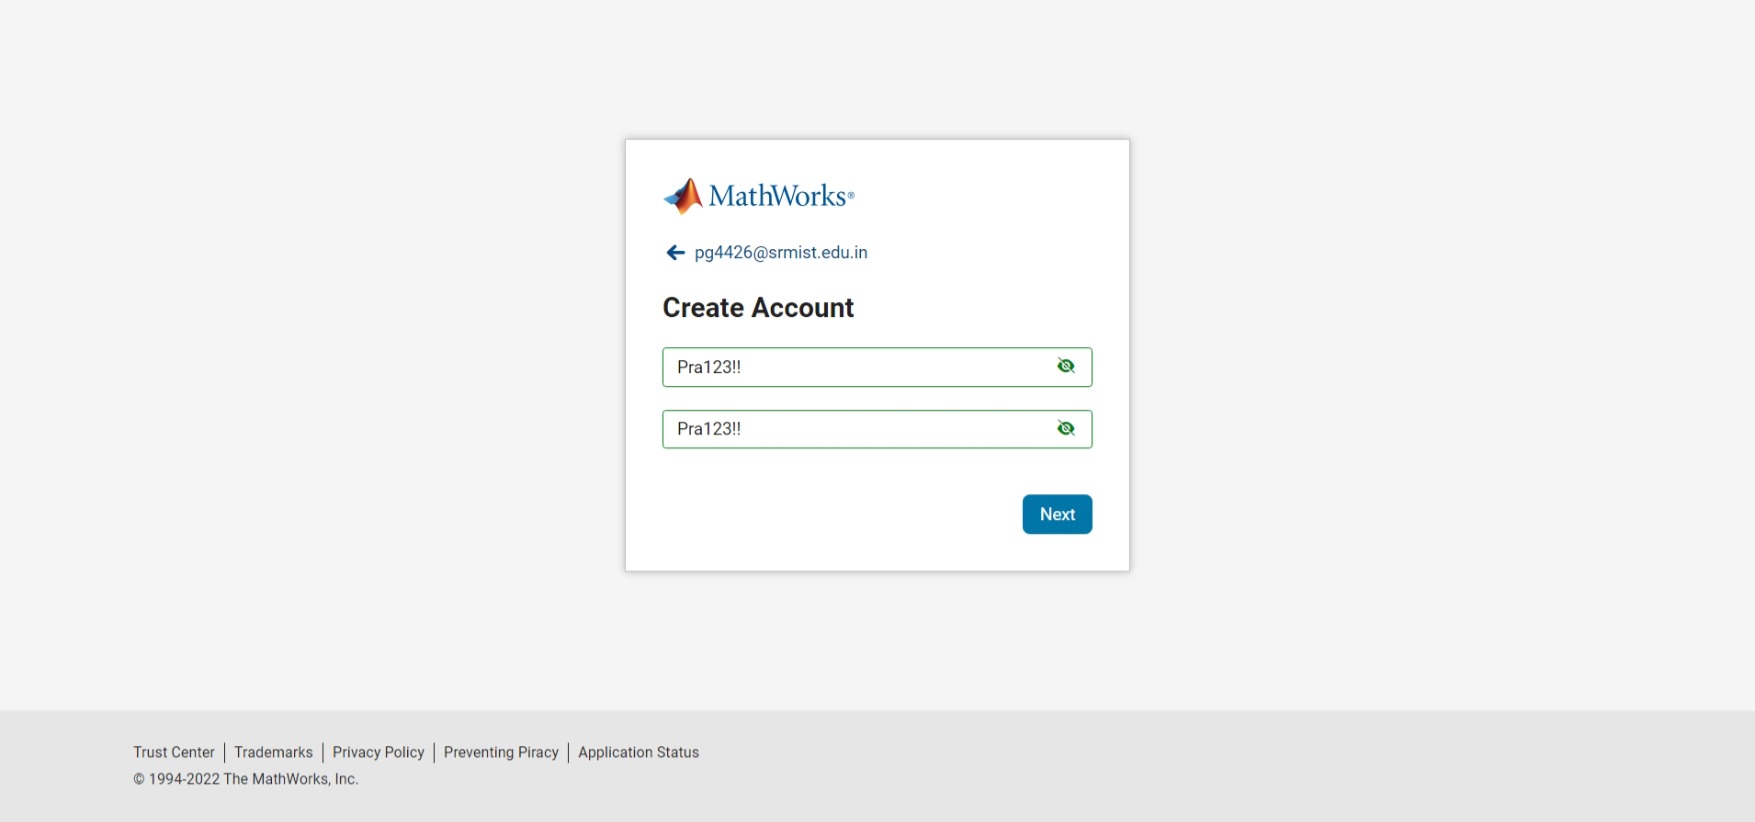 MathWorks®
pg4426@srmist.edu.in
Create Account
Pra123!!
Pra123!!
Next
Trust Center | Trademarks | Privacy Policy | Preventing Piracy | Application Status
© 1994-2022 The MathWorks, Inc.